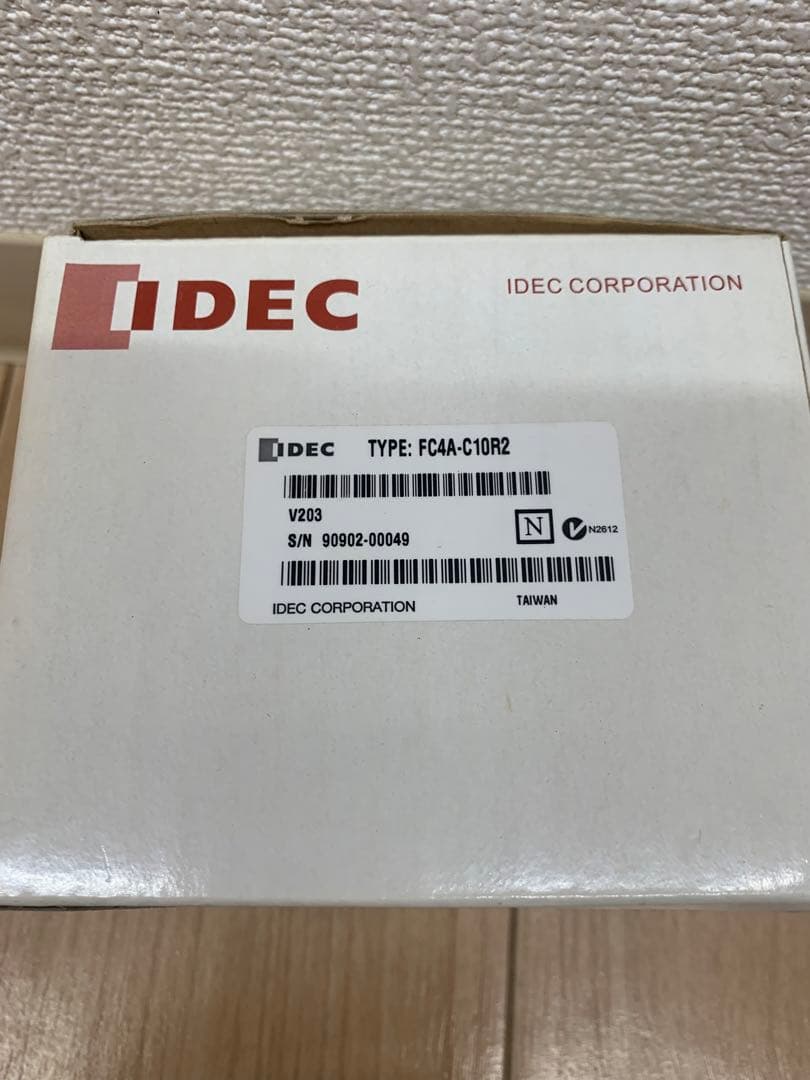 IDEC
IDEC CORPORATION
IDEC TYPE: FC4A-C10R2
V203
N
N2612
S/N 90902-00049
IDEC CORPORATION
TAIWAN